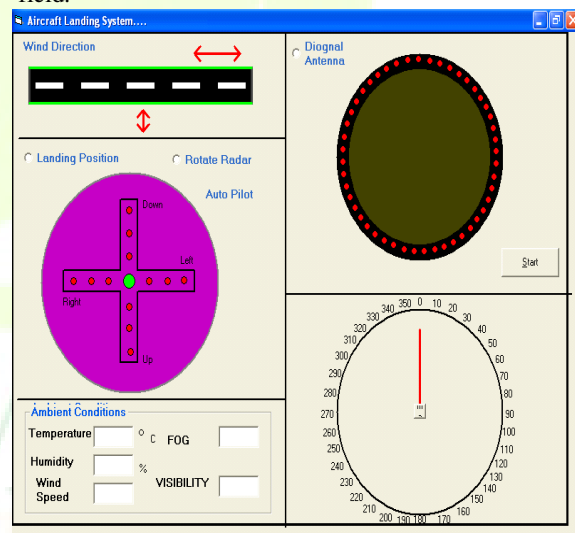 field.
Aircraft Landing System....
Wind Direction
Diognal
Antenna
Landing Position
Rotate Radar
Auto Pilot
Down
Left
Right
Up
Start
Ambient Conditions
Temperature ° C FOG
Humidity %
Wind
Speed
VISIBILITY
0
10
20
30
40
50
60
70
80
90
100
110
120
130
140
150
160
170
180
190
200
210
220
230
240
250
260
270
280
290
300
310
320
330
340
350